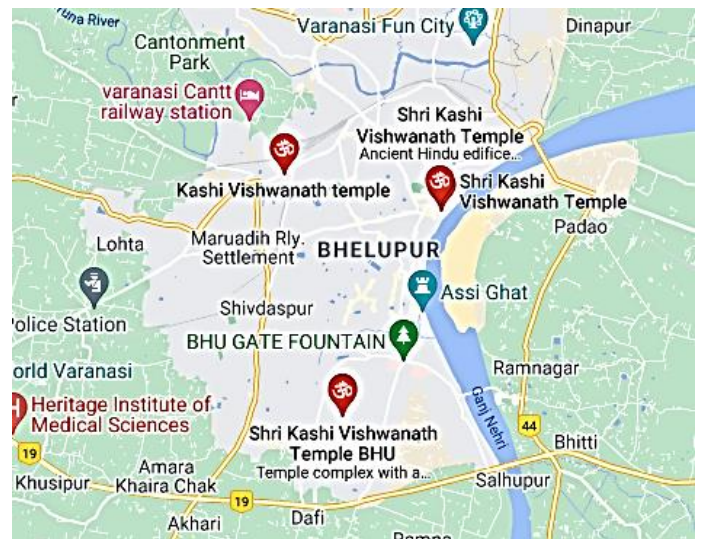 Varanasi Fun City
Dinapur
Cantonment
Park
varanasi Cantt
railway station
Shri Kashi
Vishwanath Temple
Ancient Hindu edifice...
Kashi Vishwanath temple
Shri Kashi
Vishwanath Temple
Padao
Lohta
Maruadih Rly.
Settlement
BHELUPUR
Assi Ghat
Shivdaspur
Police Station
BHU GATE FOUNTAIN
orld Varanasi
Ramnagar
Ganj Nehri
Heritage Institute of
Medical Sciences
Shri Kashi Vishwanath
Temple BHU
Temple complex with a...
44
Bhitti
19
Khusipur
Amara
Khaira Chak
19
Salhupur
Akhari
Dafi